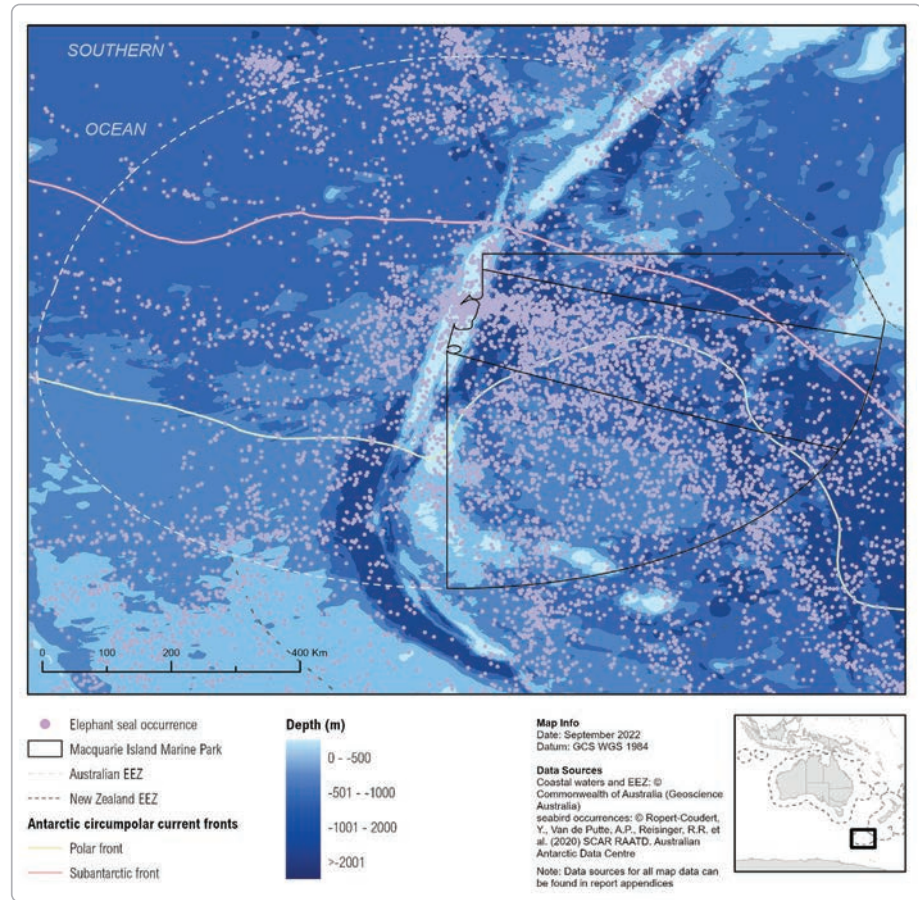 SOUTHERN
OCEAN
0 100 200 400 Km
Elephant seal occurrence
Macquarie Island Marine Park
Australian EEZ
New Zealand EEZ
Antarctic circumpolar current fronts
Polar front
Subantarctic front
Depth (m)
0 - -500
-501 - -1000
-1001 - 2000
>-2001
Map Info
Date: September 2022
Datum: GCS WGS 1984
Data Sources
Coastal waters and EEZ: ©
Commonwealth of Australia (Geoscience
Australia)
seabird occurrences: © Ropert-Coudert,
Y., Van de Putte, A.P., Reisinger, R.R. et
al. (2020) SCAR RAATD. Australian
Antarctic Data Centre
Note: Data sources for all map data can
be found in report appendices